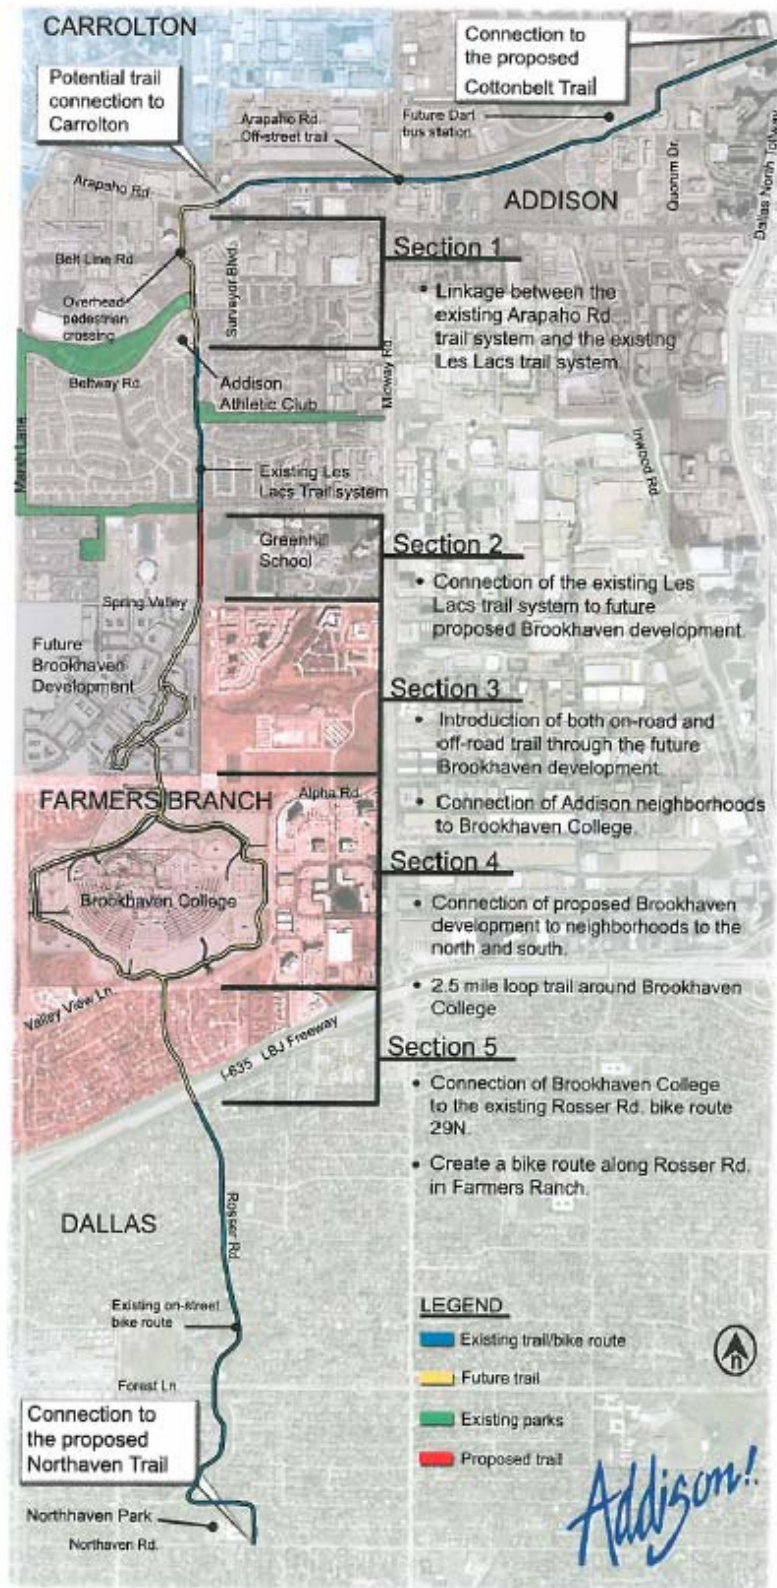 CARROLTON
Connection to
the proposed
Cottonbelt Trail
Potential trail
connection to
Carrolton
Arapaho Rd.
Off-street trail
Future Dart
bus station
Arapaho Rd
ADDISON
Quorum Dr.
Dallas North Tollway
Belt Line Rd.
Overhead
pedestrian
crossing
Surveyor Blvd.
Section 1
• Linkage between the
existing Arapaho Rd.
trail system and the existing
Les Lacs trail system.
Beltway Rd.
Addison
Athletic Club
Midway Rd.
Marsh Lane
Inwood Rd
Existing Les
Lacs Trail system
Greenhill
School
Section 2
• Connection of the existing Les
Lacs trail system to future
proposed Brookhaven development.
Spring Valley
Future
Brookhaven
Development
Section 3
• Introduction of both on-road and
off-road trail through the future
Brookhaven development.
• Connection of Addison neighborhoods
to Brookhaven College.
FARMERS BRANCH
Alpha Rd.
Section 4
Brookhaven College
• Connection of proposed Brookhaven
development to neighborhoods to the
north and south.
• 2.5 mile loop trail around Brookhaven
College
Valley View Ln.
I-635 LBJ Freeway
Section 5
• Connection of Brookhaven College
to the existing Rosser Rd. bike route
29N.
• Create a bike route along Rosser Rd.
in Farmers Ranch.
DALLAS
Rosser Rd
Existing on-street
bike route
LEGEND
Existing trail/bike route
Future trail
Existing parks
Proposed trail
n
Forest Ln.
Connection to
the proposed
Northaven Trail
Northhaven Park
Northaven Rd.
Addison!